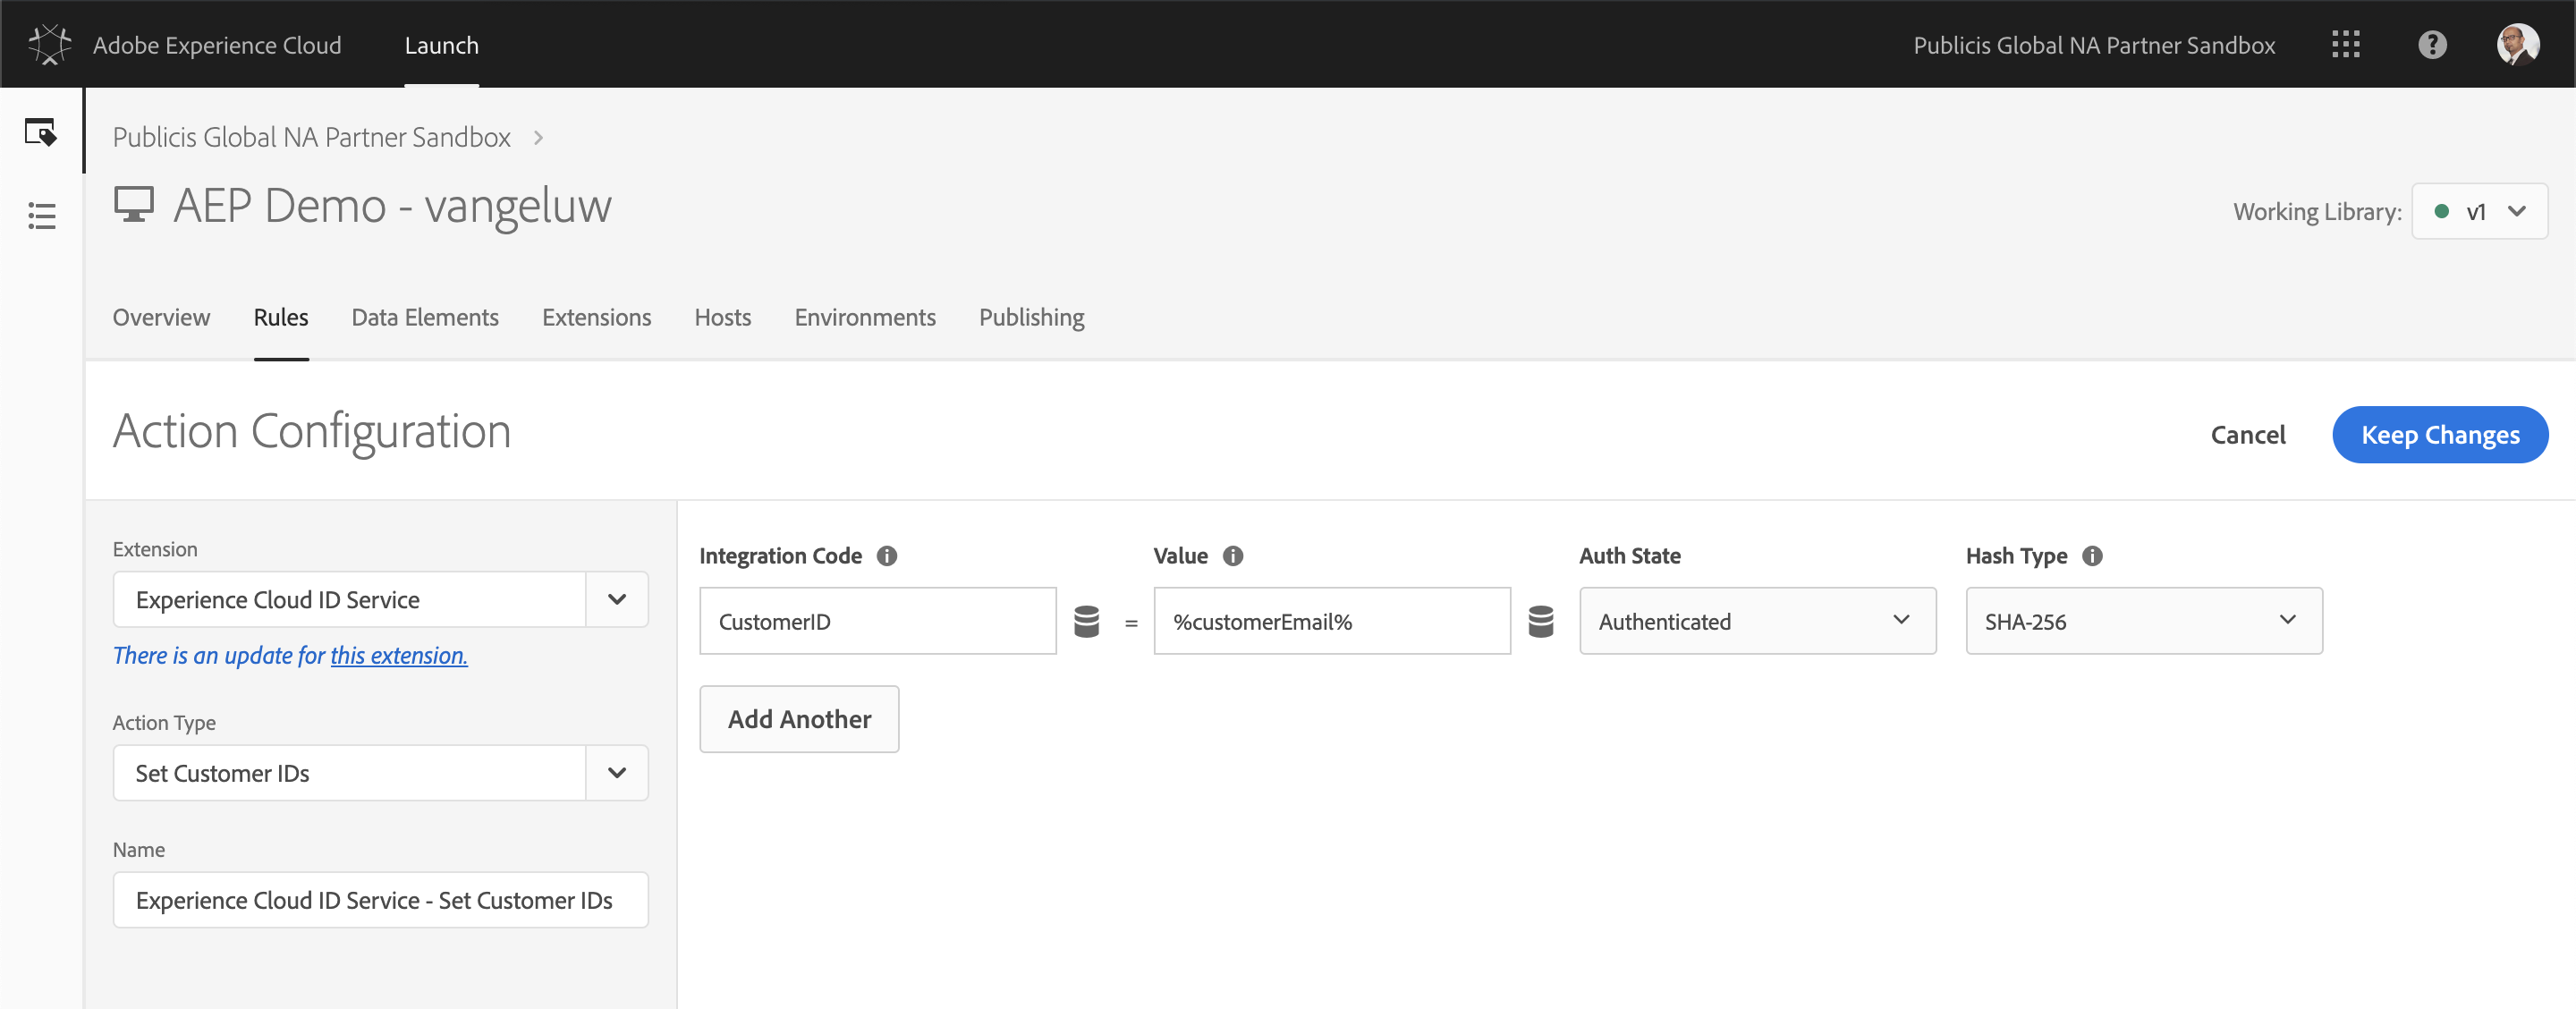 Adobe Experience Cloud
Launch
Publicis Global NA Partner Sandbox
Publicis Global NA Partner Sandbox
AEP Demo - vangeluw
Working Library:
v1
Overview
Rules
Data Elements
Extensions
Hosts
Environments
Publishing
Action Configuration
Cancel
Keep Changes
Extension
Experience Cloud ID Service
There is an update for this extension.
Action Type
Set Customer IDs
Name
Experience Cloud ID Service - Set Customer IDs
Integration Code
Value
Auth State
Hash Type
CustomerID
=
%customerEmail%
Authenticated
SHA-256
Add Another